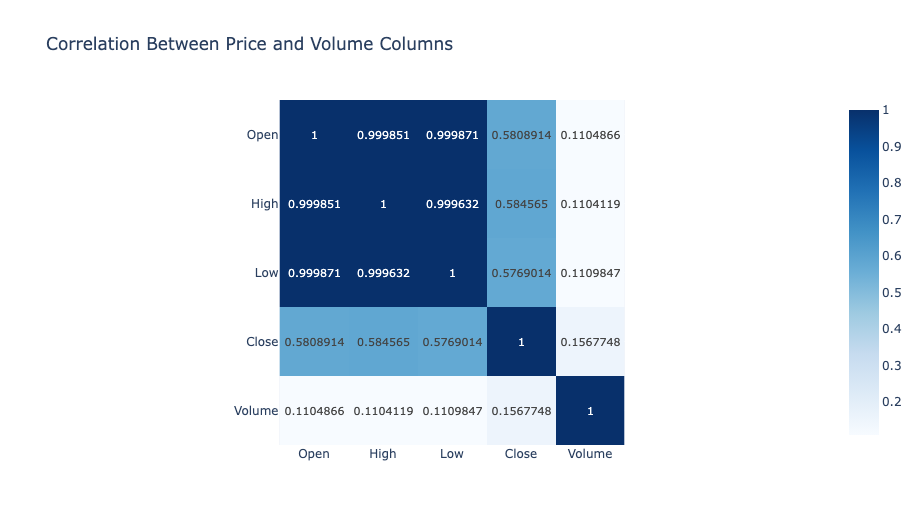 Correlation Between Price and Volume Columns
Open 1 0.999851 0.999871 0.5808914 0.1104866
High 0.999851 1 0.999632 0.584565 0.1104119
Low 0.999871 0.999632 1 0.5769014 0.1109847
Close 0.5808914 0.584565 0.5769014 1 0.1567748
Volume 0.1104866 0.1104119 0.1109847 0.1567748 1
Open High Low Close Volume
1
0.9
0.8
0.7
0.6
0.5
0.4
0.3
0.2